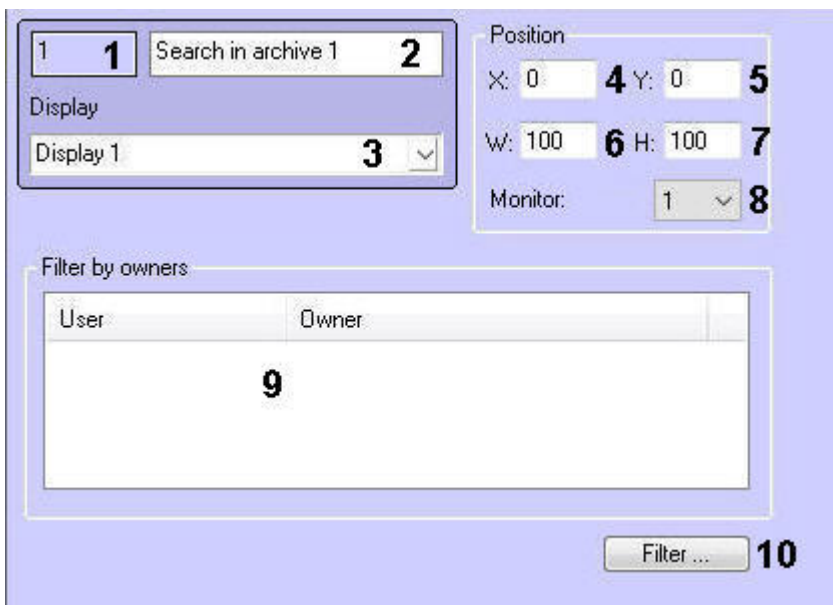 1 1 Search in archive 1 2
Display
Display 1 3
Position
X: 0 4 Y: 0 5
W: 100 6 H: 100 7
Monitor: 1 8
Filter by owners
User Owner
9
Filter ... 10